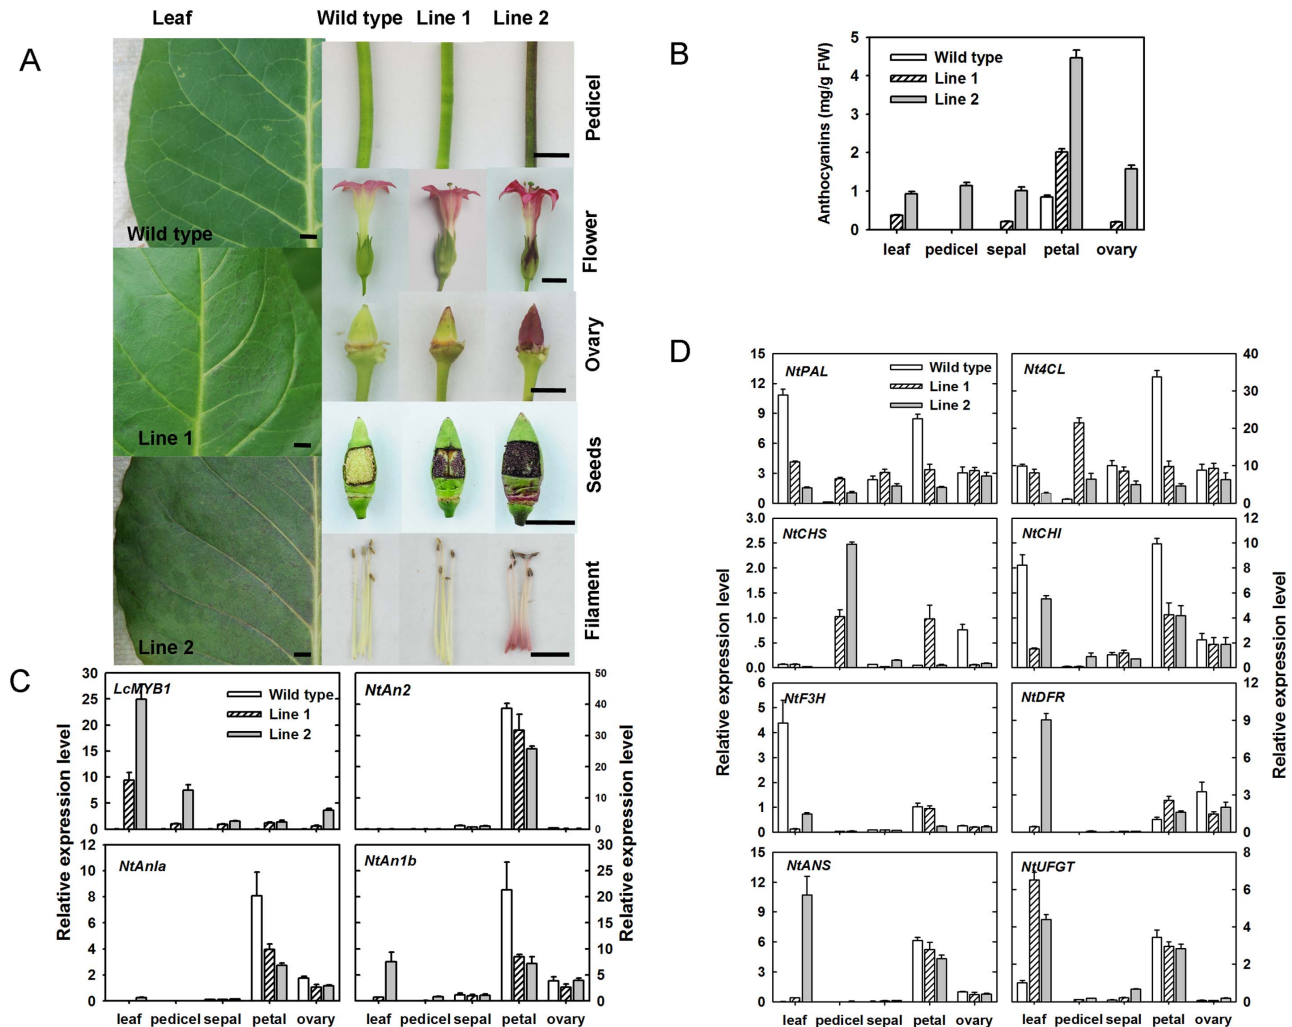 A
Leaf
Wild type Line 1 Line 2
Wild type
Line 1
Line 2
Pedicel
Flower
Ovary
Seeds
Filament
B
Anthocyanins (mg/g FW)
5
4
3
2
1
0
Wild type
Line 1
Line 2
leaf pedicel sepal petal ovary
C
Relative expression level
LcMYB1
30
25
20
15
10
5
0
Wild type
Line 1
Line 2
NtAn2
50
40
30
20
10
0
NtAnla
12
10
8
6
4
2
0
NtAn1b
30
25
20
15
10
5
0
Relative expression level
leaf pedicel sepal petal ovary
leaf pedicel sepal petal ovary
D
Relative expression level
NtPAL
15
12
9
6
3
0
Wild type
Line 1
Line 2
Nt4CL
40
30
20
10
0
NtCHS
3.0
2.5
2.0
1.5
1.0
.5
0.0
NtCHI
12
10
8
6
4
2
0
NtF3H
6
5
4
3
2
1
0
NtDFR
12
9
6
3
0
NtANS
15
12
9
6
3
0
NtUFGT
8
6
4
2
0
Relative expression level
leaf pedicel sepal petal ovary
leaf pedicel sepal petal ovary